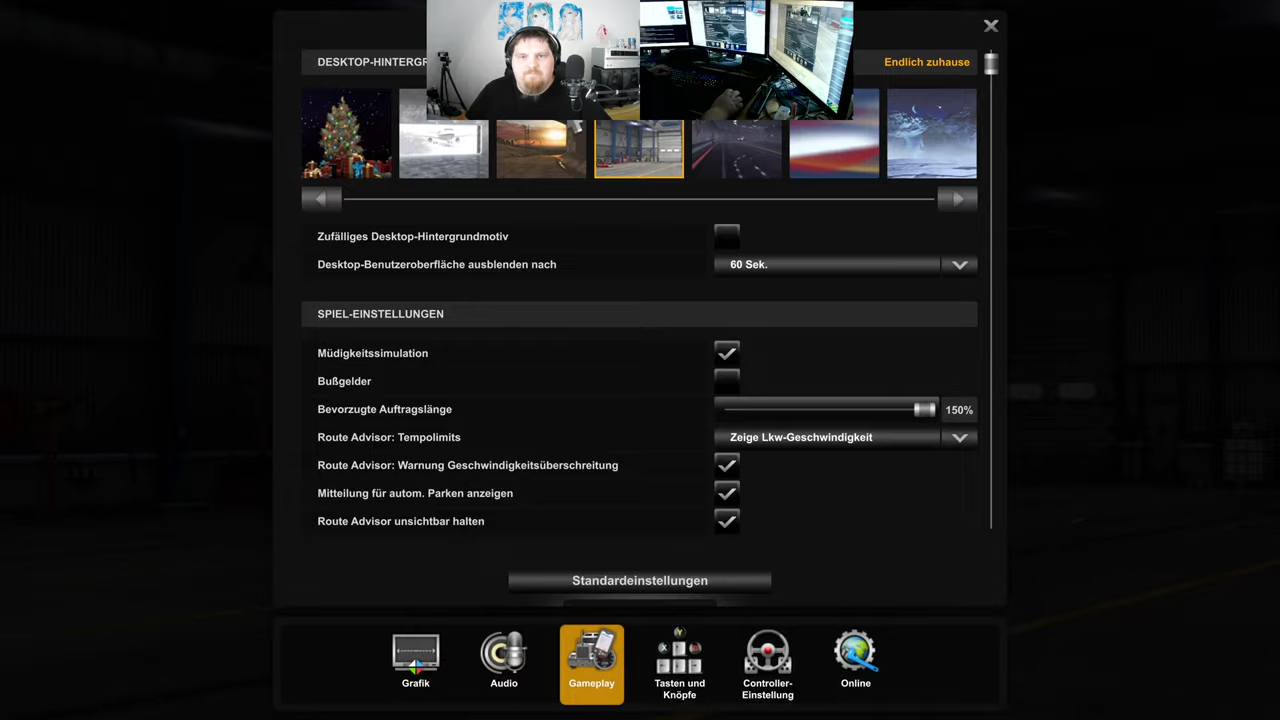 DESKTOP-HINTERGR
Endlich zuhause
Zufälliges Desktop-Hintergrundmotiv
Desktop-Benutzeroberfläche ausblenden nach
60 Sek.
SPIEL-EINSTELLUNGEN
Müdigkeitssimulation
Bußgelder
Bevorzugte Auftragslänge
150%
Route Advisor: Tempolimits
Zeige Lkw-Geschwindigkeit
Route Advisor: Warnung Geschwindigkeitsüberschreitung
Mitteilung für autom. Parken anzeigen
Route Advisor unsichtbar halten
Standardeinstellungen
Grafik
Audio
Gameplay
Tasten und
Knöpfe
Controller-
Einstellung
Online